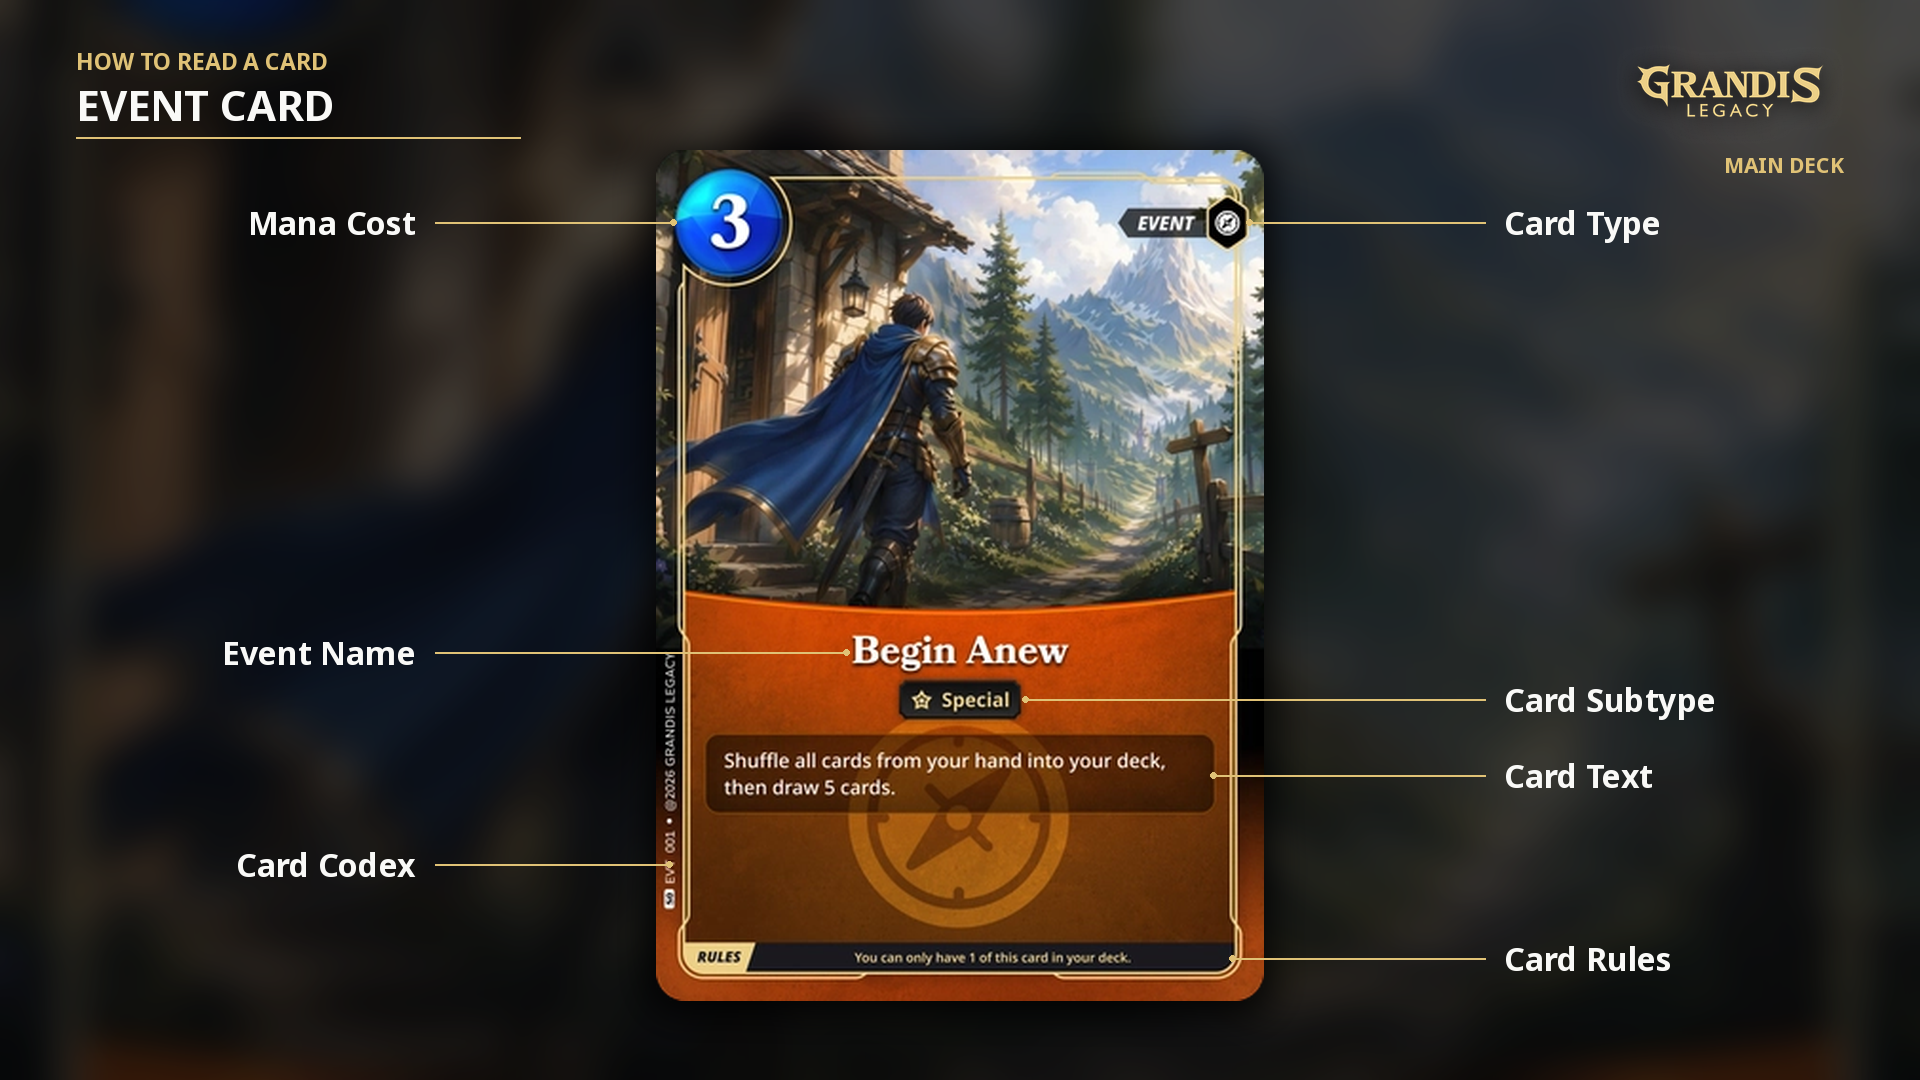 HOW TO READ A CARD
EVENT CARD
GRANDIS
LEGACY
MAIN DECK
Mana Cost
3
EVENT
Card Type
Event Name
Begin Anew
Special
Card Subtype
Shuffle all cards from your hand into your deck,
then draw 5 cards.
Card Text
Card Codex
001 • @2026 GRANDIS LEGACY
RULES
You can only have 1 of this card in your deck.
Card Rules